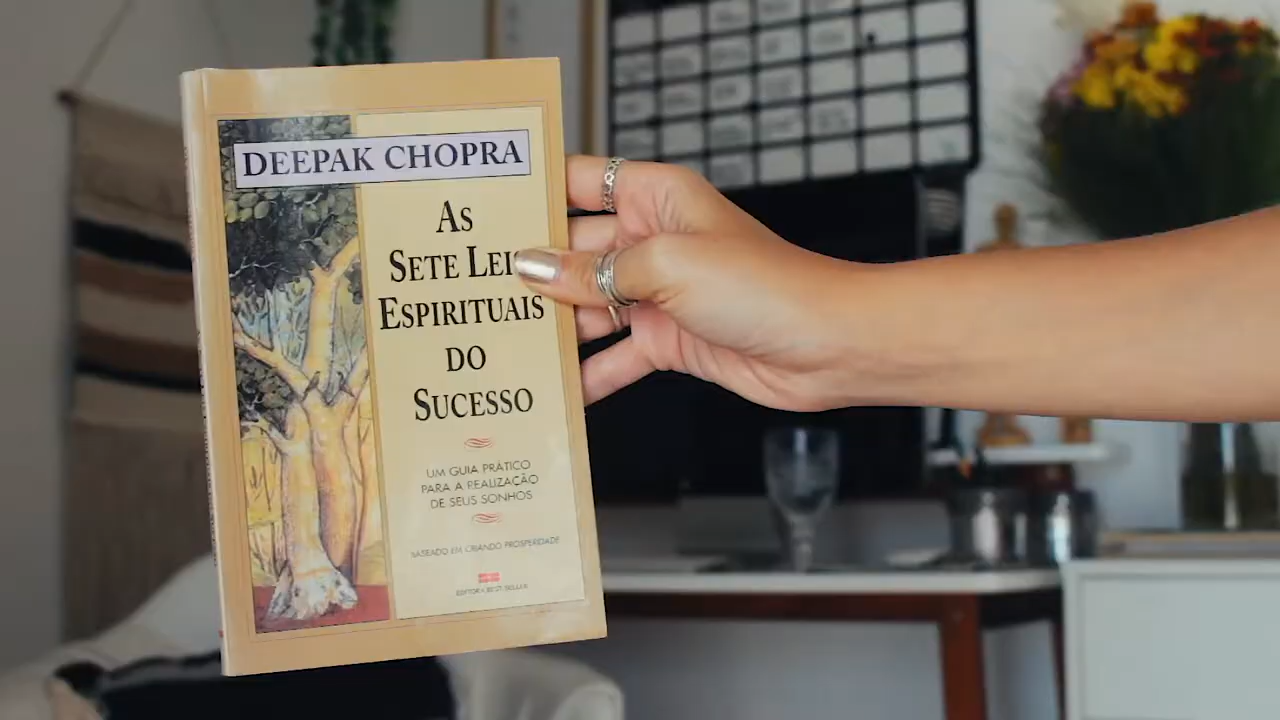 DEEPAK CHOPRA
AS
SETE LEIS
ESPIRITUAIS
DO
SUCESSO
UM GUIA PRÁTICO
PARA A REALIZAÇÃO
DE SEUS SONHOS
BASEADO EM CRIANDO PROSPERIDADE
EDITORA BEST SELLER